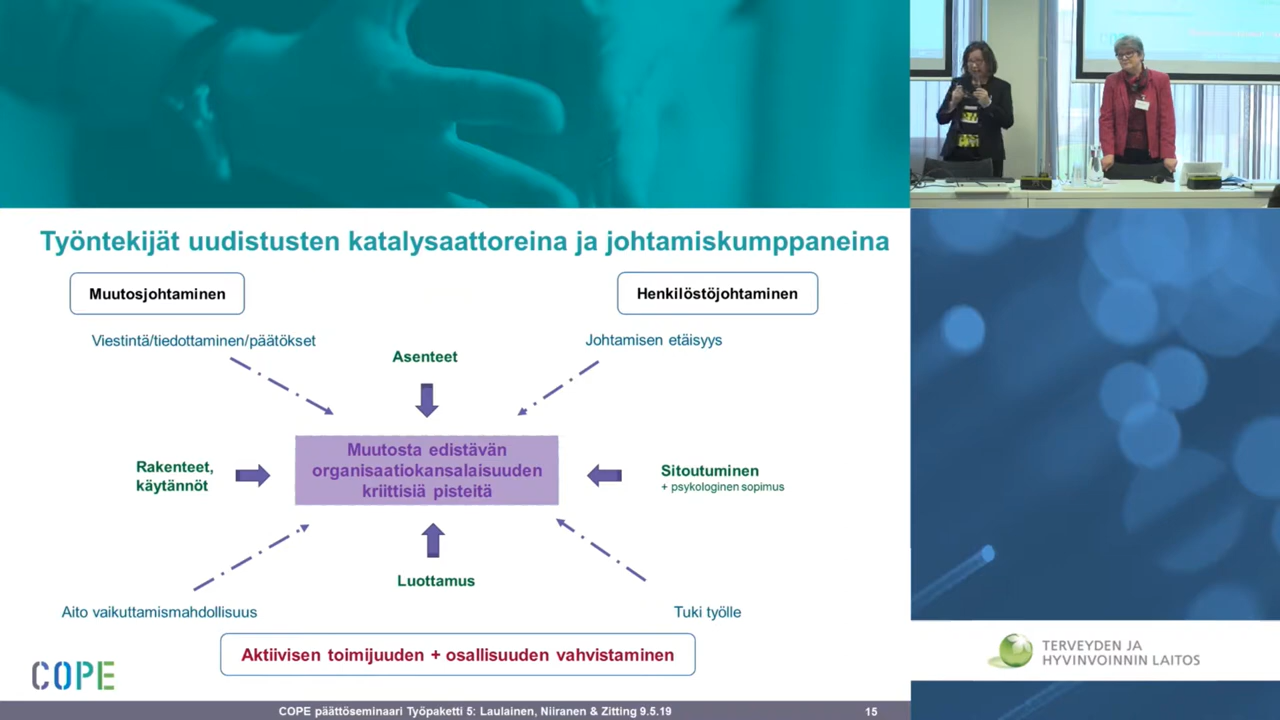 Työntekijät uudistusten katalysaattoreina ja johtamiskumppaneina
Muutosjohtaminen
Henkilöstöjohtaminen
Viestintä/tiedottaminen/päätökset
Johtamisen etäisyys
Asenteet
Muutosta edistävän
organisaatiokansalaisuuden
kriittisiä pisteitä
Rakenteet,
käytännöt
Sitoutuminen
+ psykologinen sopimus
Luottamus
Aito vaikuttamismahdollisuus
Tuki työlle
Aktiivisen toimijuuden + osallisuuden vahvistaminen
COPE
TERVEYDEN JA
HYVINVOINNIN LAITOS
COPE päättöseminaari Työpaketti 5: Laulainen, Niiranen & Zitting 9.5.19
15